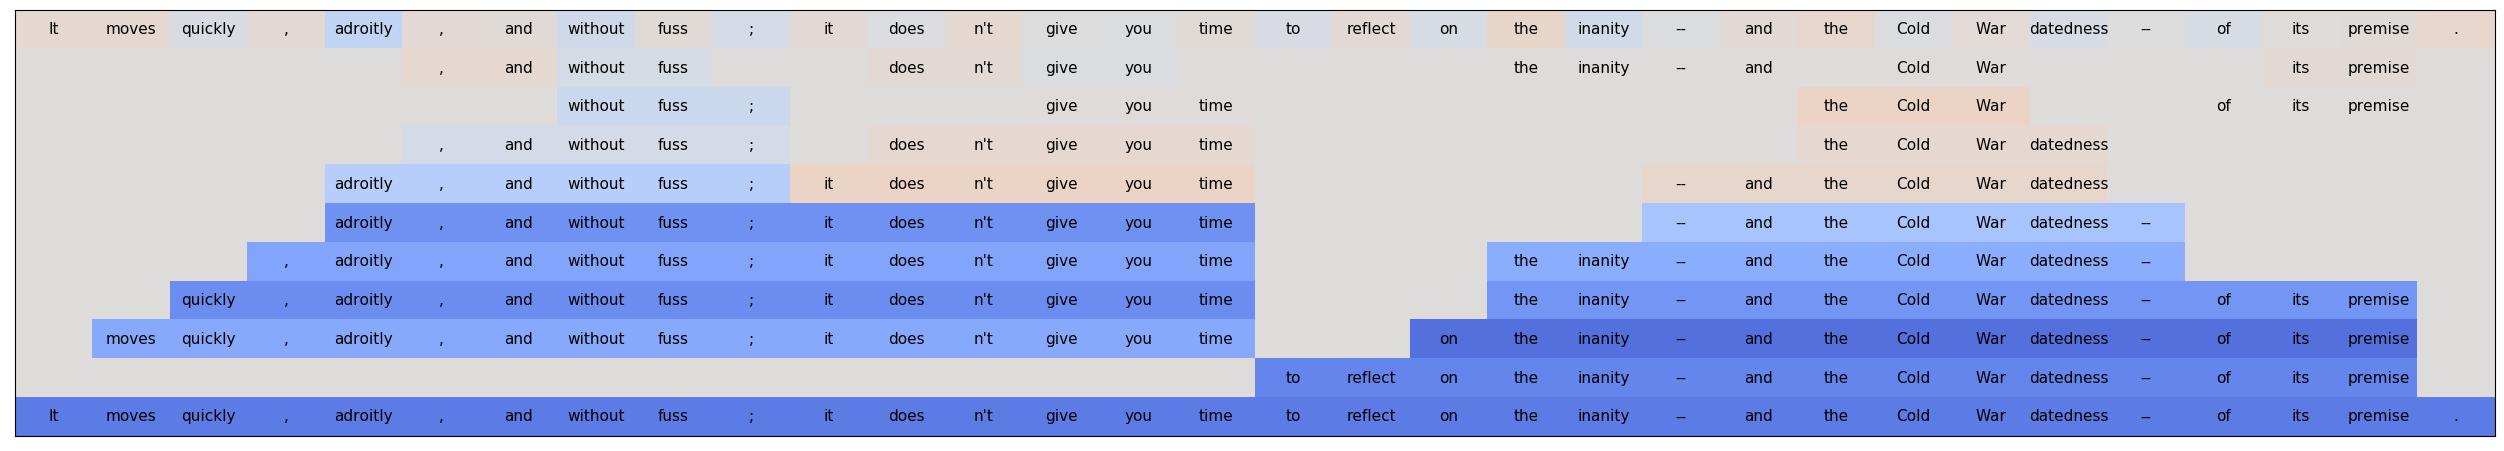 It moves quickly , adroitly , and without fuss ; it does n't give you time to reflect on the inanity -- and the Cold War datedness -- of its premise .
, and without fuss does n't give you the inanity -- and Cold War its premise
without fuss ; give you time the Cold War of its premise
, and without fuss ; does n't give you time the Cold War datedness
adroitly , and without fuss ; it does n't give you time -- and the Cold War datedness
adroitly , and without fuss ; it does n't give you time -- and the Cold War datedness --
, adroitly , and without fuss ; it does n't give you time the inanity -- and the Cold War datedness --
quickly , adroitly , and without fuss ; it does n't give you time the inanity -- and the Cold War datedness -- of its premise
moves quickly , adroitly , and without fuss ; it does n't give you time on the inanity -- and the Cold War datedness -- of its premise
to reflect on the inanity -- and the Cold War datedness -- of its premise
It moves quickly , adroitly , and without fuss ; it does n't give you time to reflect on the inanity -- and the Cold War datedness -- of its premise .